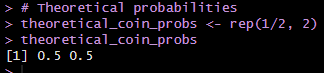 > # Theoretical probabilities
> theoretical_coin_probs <- rep(1/2, 2)
> theoretical_coin_probs
[1] 0.5 0.5
>